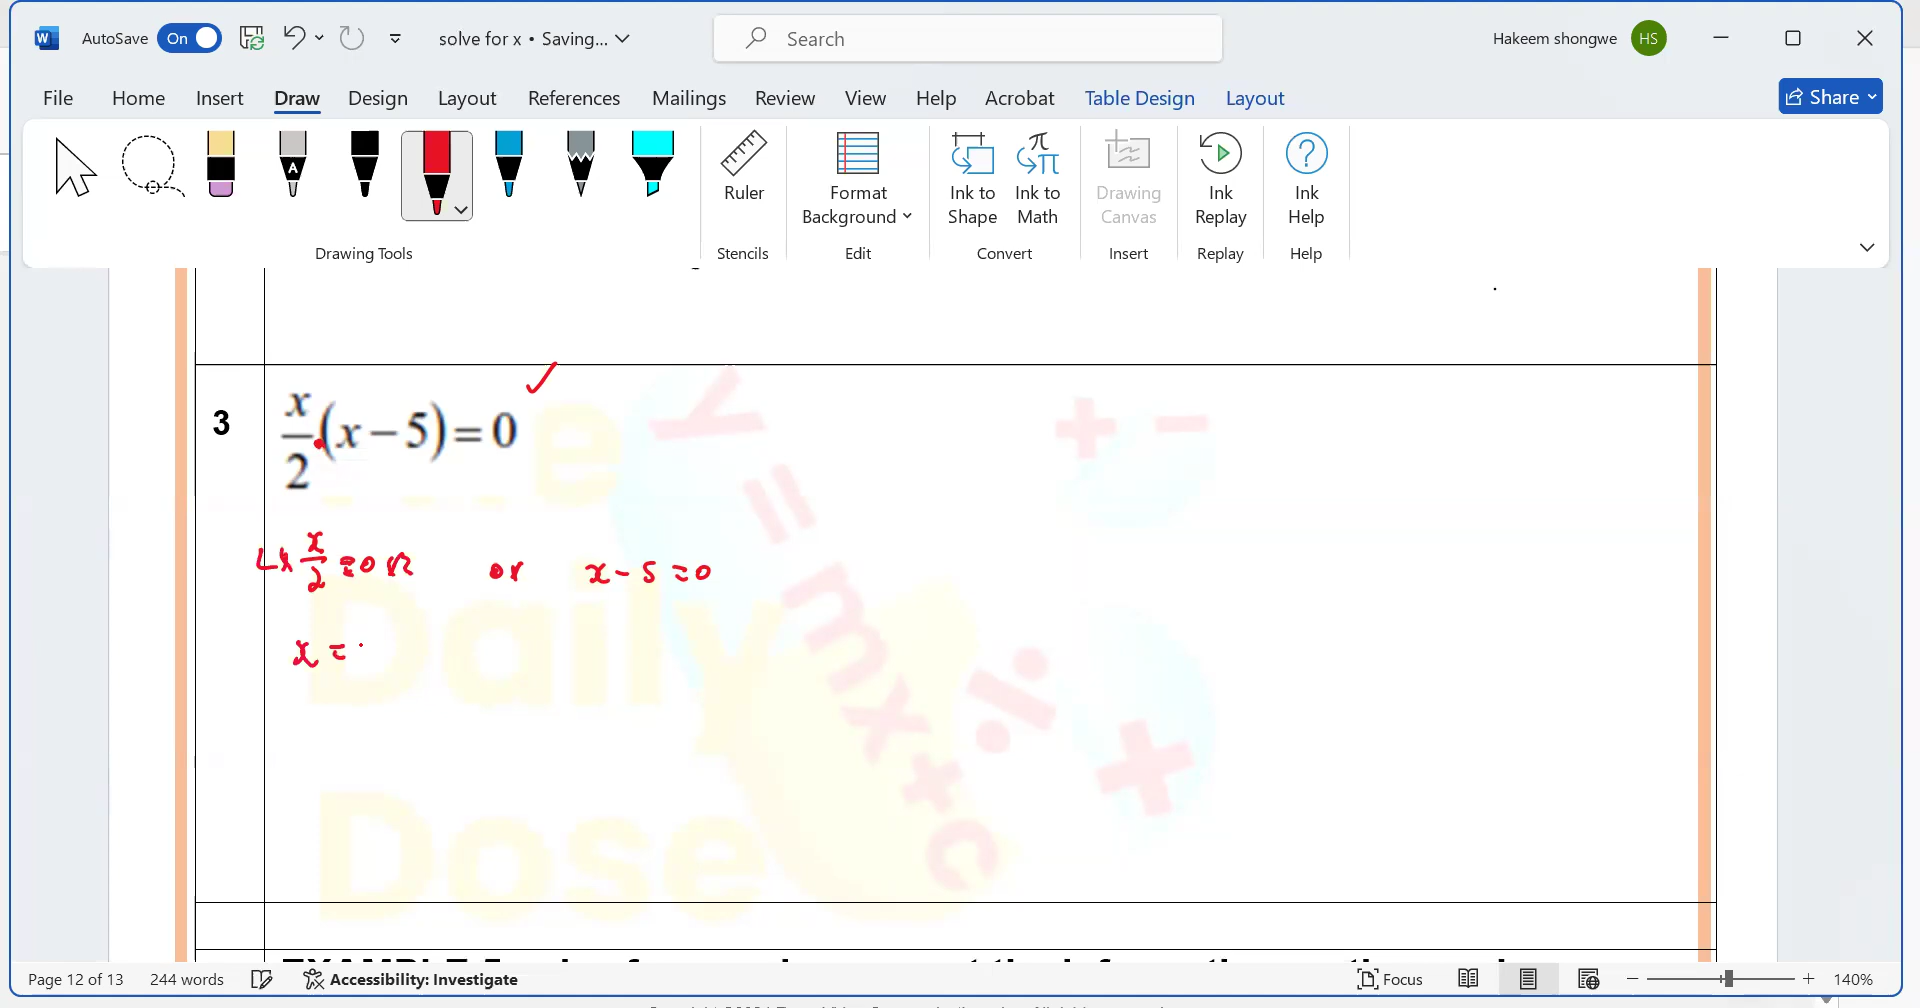 AutoSave On solve for x • Saving... Search Hakeem shongwe HS
File Home Insert Draw Design Layout References Mailings Review View Help Acrobat Table Design Layout Share
Ruler
Format Background
Ink to Shape
Ink to Math
Drawing Canvas
Ink Replay
Ink Help
Drawing Tools Stencils Edit Convert Insert Replay Help
3 x/2 (x − 5) = 0
x/2 = 0 or x − 5 = 0
x =
Daily
Dose
y = mx + c
Page 12 of 13 244 words Accessibility: Investigate Focus 140%